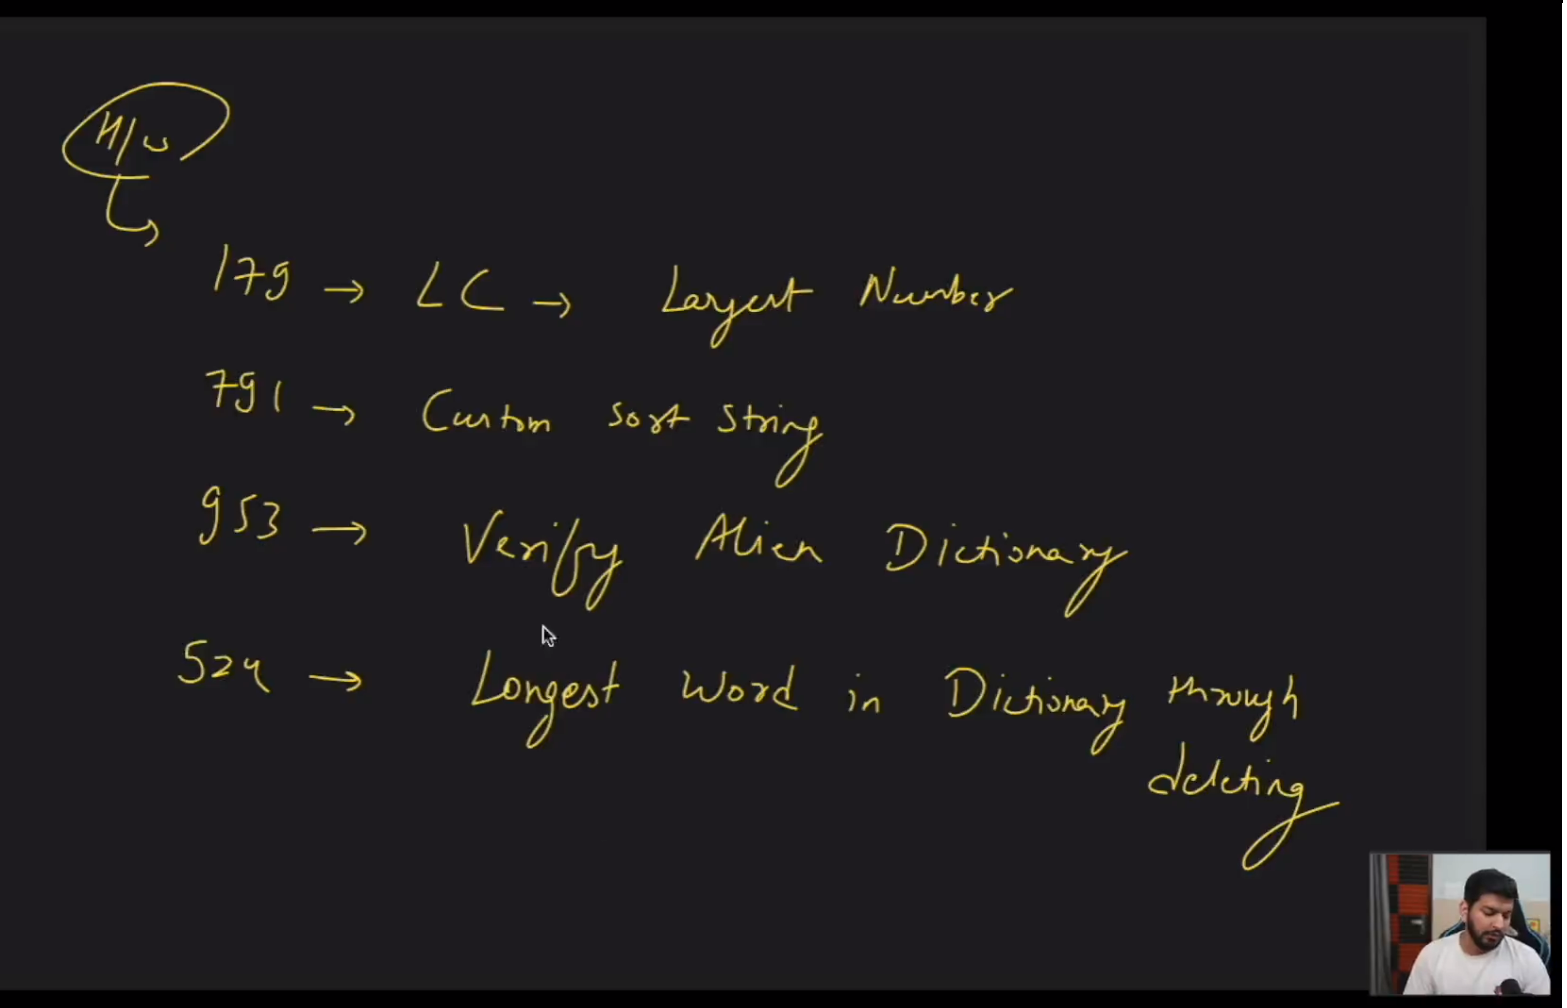 H/w
179 → LC → Largest Number
791 → Custom sort string
953 → Verify Alien Dictionary
524 → Longest word in Dictionary through
deleting